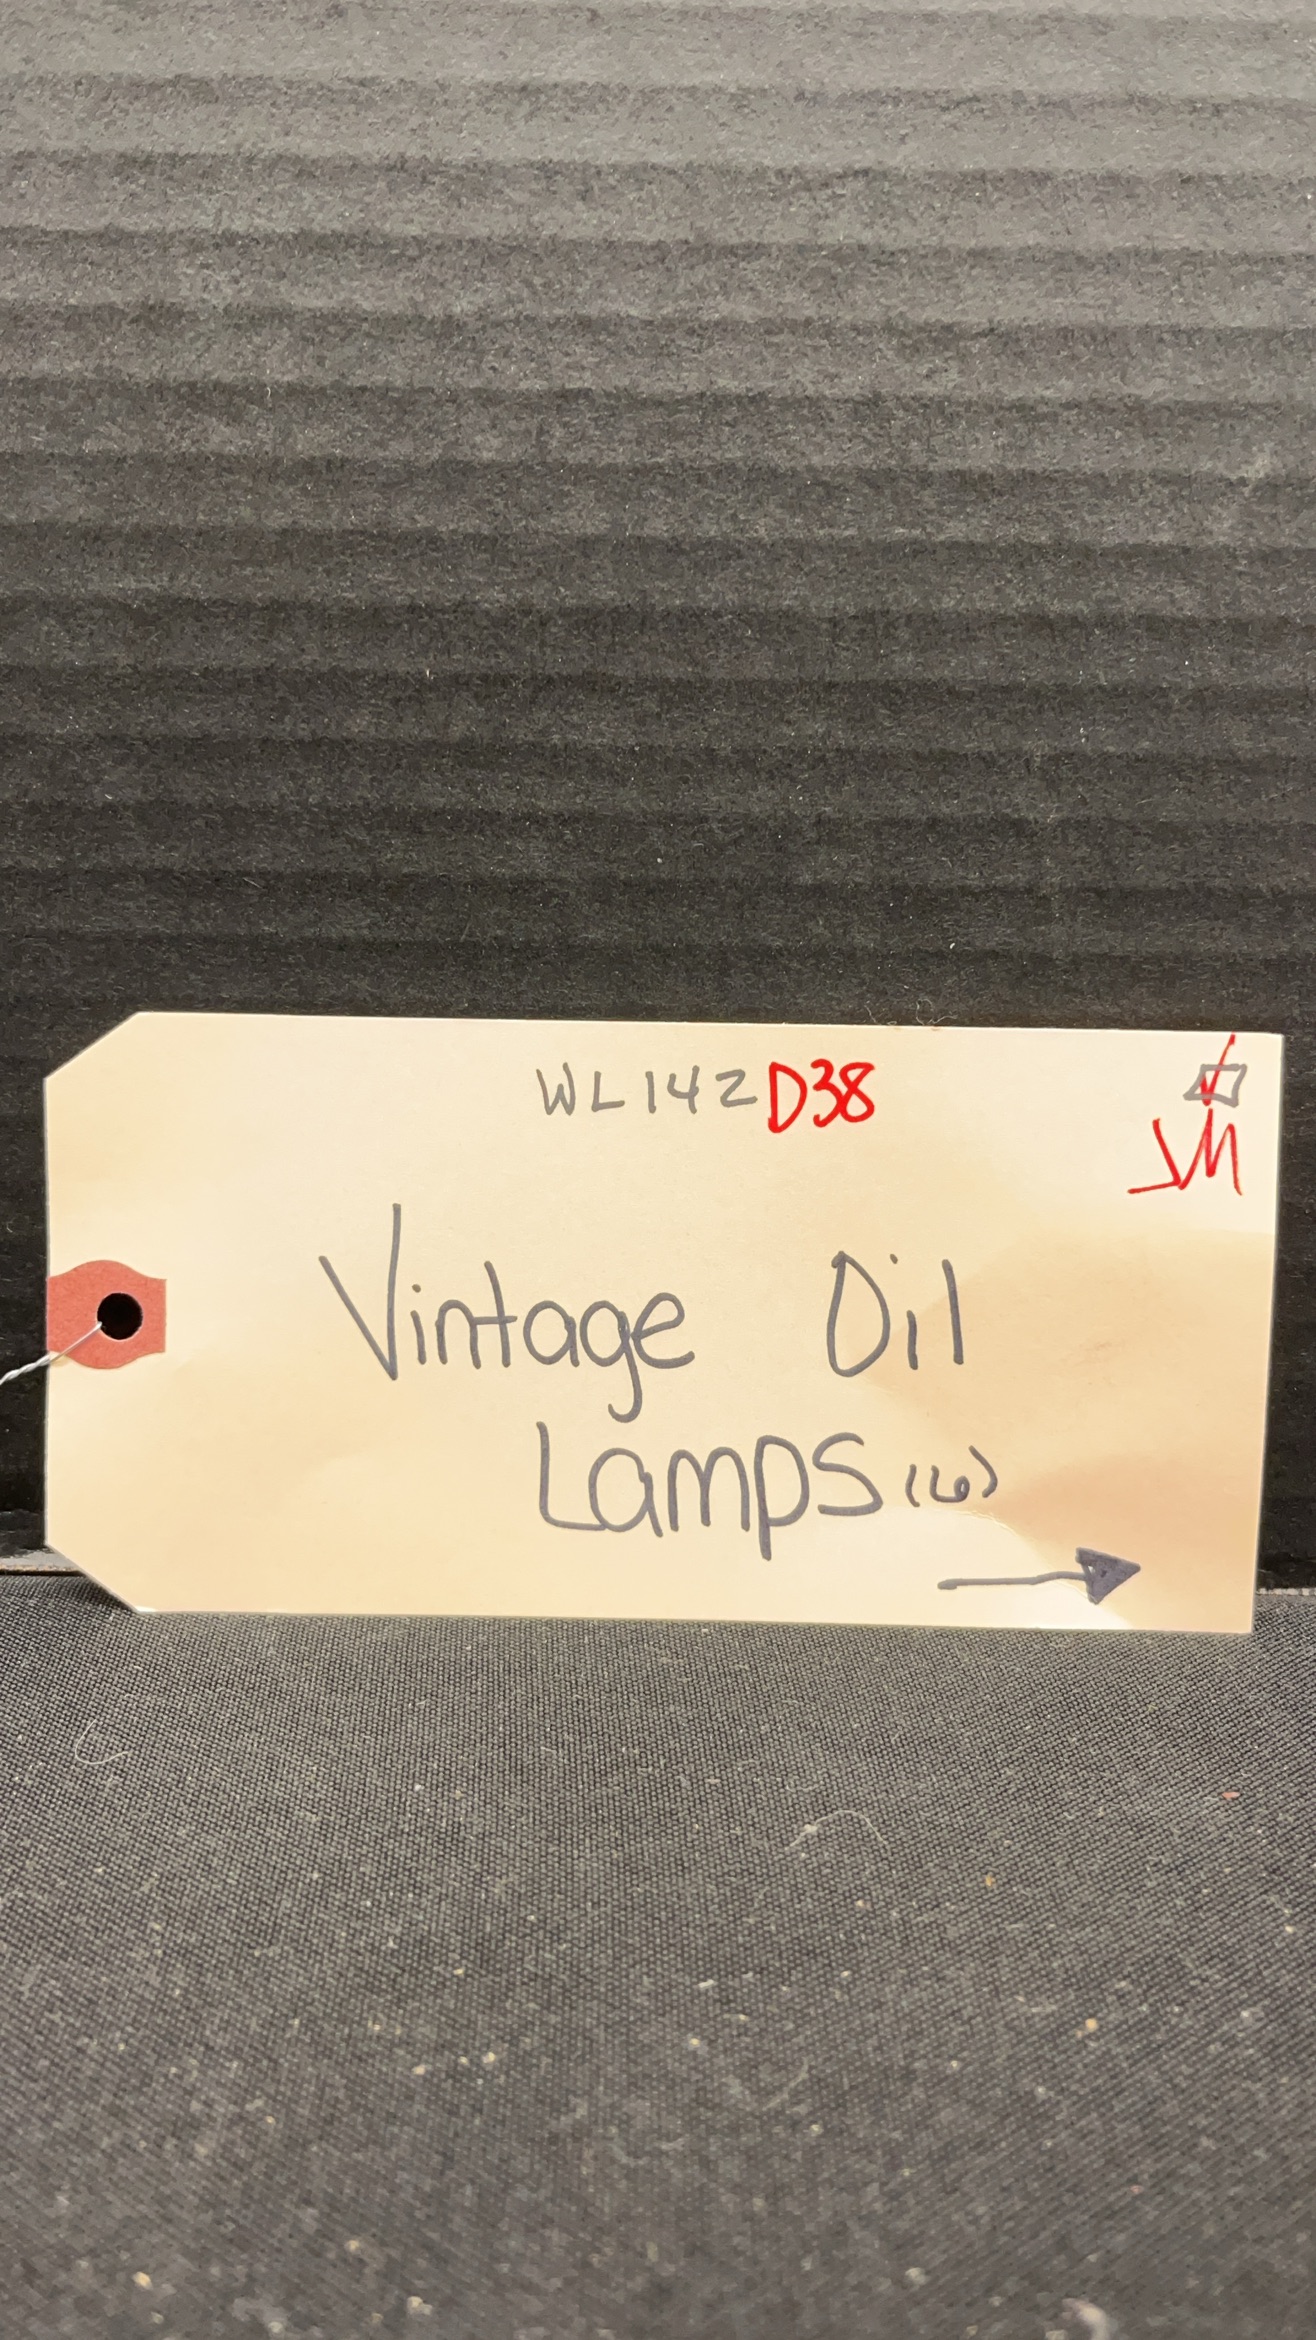 WL142D38
JM
Vintage Oil
Lamps (6)